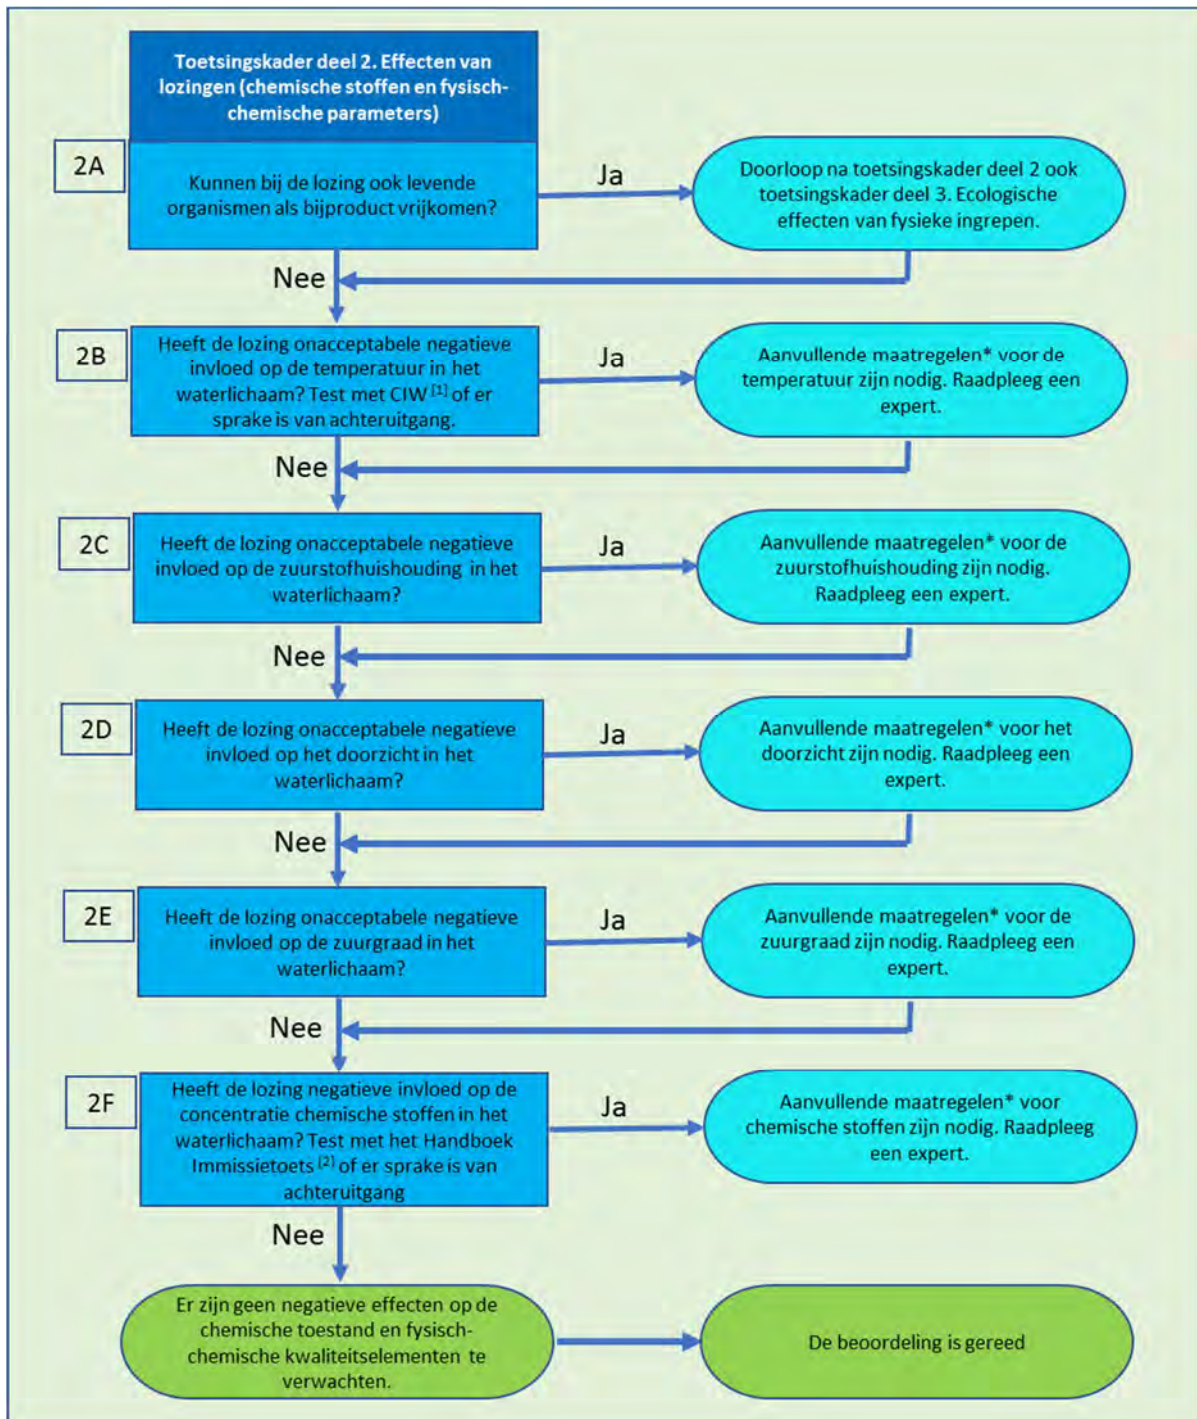 Toetsingskader deel 2. Effecten van
lozingen (chemische stoffen en fysisch-
chemische parameters)
2A
Kunnen bij de lozing ook levende
organismen als bijproduct vrijkomen?
Ja
Doorloop na toetsingskader deel 2 ook
toetsingskader deel 3. Ecologische
effecten van fysieke ingrepen.
Nee
2B
Heeft de lozing onacceptabele negatieve
invloed op de temperatuur in het
waterlichaam? Test met CIW [1] of er
sprake is van achteruitgang.
Ja
Aanvullende maatregelen* voor de
temperatuur zijn nodig. Raadpleeg een
expert.
Nee
2C
Heeft de lozing onacceptabele negatieve
invloed op de zuurstofhuishouding in het
waterlichaam?
Ja
Aanvullende maatregelen* voor de
zuurstofhuishouding zijn nodig.
Raadpleeg een expert.
Nee
2D
Heeft de lozing onacceptabele negatieve
invloed op het doorzicht in het
waterlichaam?
Ja
Aanvullende maatregelen* voor het
doorzicht zijn nodig. Raadpleeg een
expert.
Nee
2E
Heeft de lozing onacceptabele negatieve
invloed op de zuurgraad in het
waterlichaam?
Ja
Aanvullende maatregelen* voor de
zuurgraad zijn nodig. Raadpleeg een
expert.
Nee
2F
Heeft de lozing negatieve invloed op de
concentratie chemische stoffen in het
waterlichaam? Test met het Handboek
Immissietoets [2] of er sprake is van
achteruitgang
Ja
Aanvullende maatregelen* voor
chemische stoffen zijn nodig. Raadpleeg
een expert.
Nee
Er zijn geen negatieve effecten op de
chemische toestand en fysisch-
chemische kwaliteitselementen te
verwachten.
De beoordeling is gereed